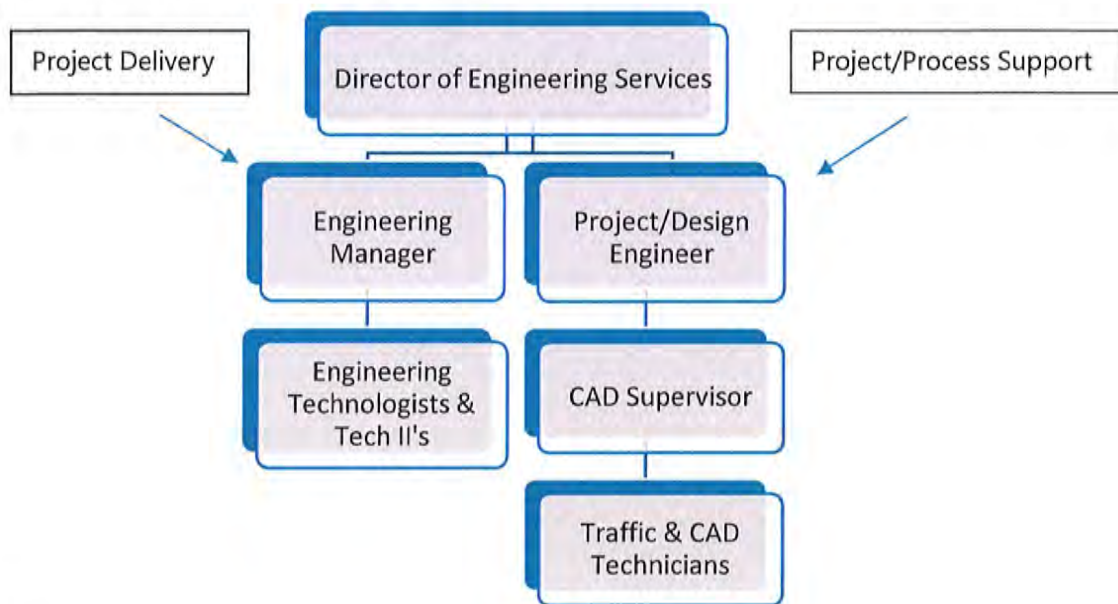 Project Delivery
Director of Engineering Services
Project/Process Support
Engineering
Manager
Project/Design
Engineer
Engineering
Technologists &
Tech II's
CAD Supervisor
Traffic & CAD
Technicians